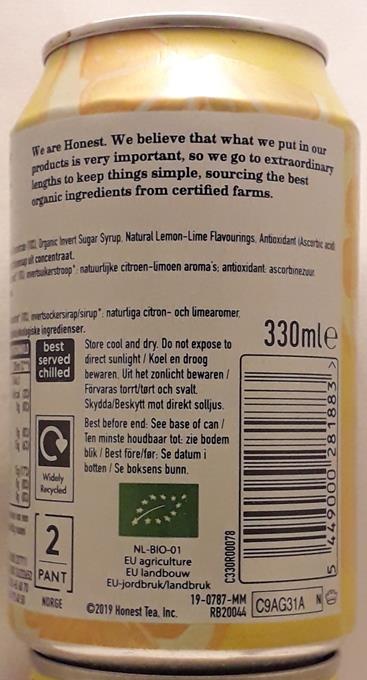 We are Honest. We believe that what we put in our
products is very important, so we go to extraordinary
lengths to keep things simple, sourcing the best
organic ingredients from certified farms.
Organic Invert Sugar Syrup, Natural Lemon-Lime Flavourings, Antioxidant (Ascorbic acid)
uit concentraat.
invertsuikerstroop*; natuurlijke citroen-limoen aroma's; antioxidant: ascorbinezuur.
invertsockersirap/sirup*; naturliga citron- och limearomer,
ingredienser.
330ml e
best
served
chilled
Store cool and dry. Do not expose to
direct sunlight / Koel en droog
bewaren. Uit het zonlicht bewaren /
Förvaras torrt/tørt och svalt.
Skydda/Beskytt mot direkt solljus.
Best before end: See base of can /
Ten minste houdbaar tot: zie bodem
blik / Best före/før: Se datum i
botten / Se boksens bunn.
Widely
Recycled
2
PANT
NORGE
NL-BIO-01
EU agriculture
EU landbouw
EU-jordbruk/landbruk
©2019 Honest Tea, Inc.
C330R00078
5 449000 281883 >
19-0787-MM
RB20044
C9AG31A N